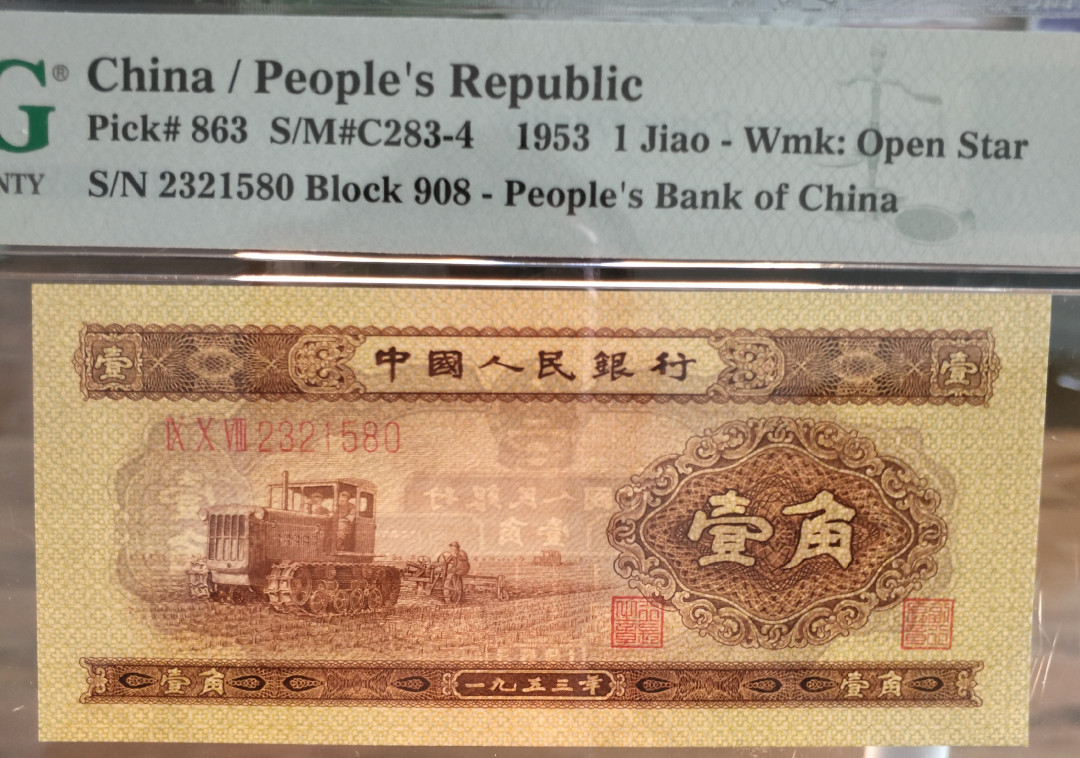 G®
China / People's Republic
Pick# 863 S/M#C283-4 1953 1 Jiao - Wmk: Open Star
NTY S/N 2321580 Block 908 - People's Bank of China
壹 中國人民銀行 壹
IX X VIII 2321580
壹角
壹角 一九五三年 壹角